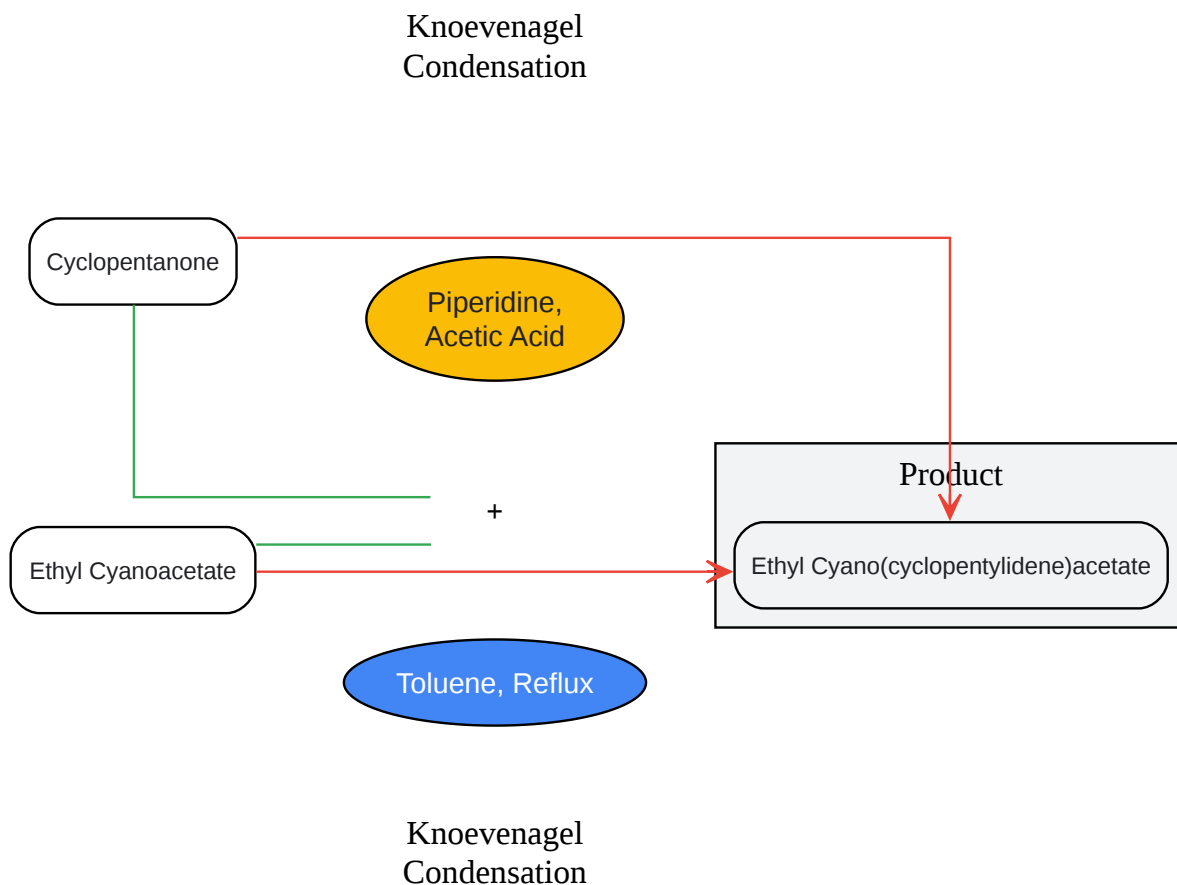 Knoevenagel
Condensation
Cyclopentanone
Piperidine,
Acetic Acid
Product
+
Ethyl Cyanoacetate
Ethyl Cyano(cyclopentylidene)acetate
Toluene, Reflux
Knoevenagel
Condensation